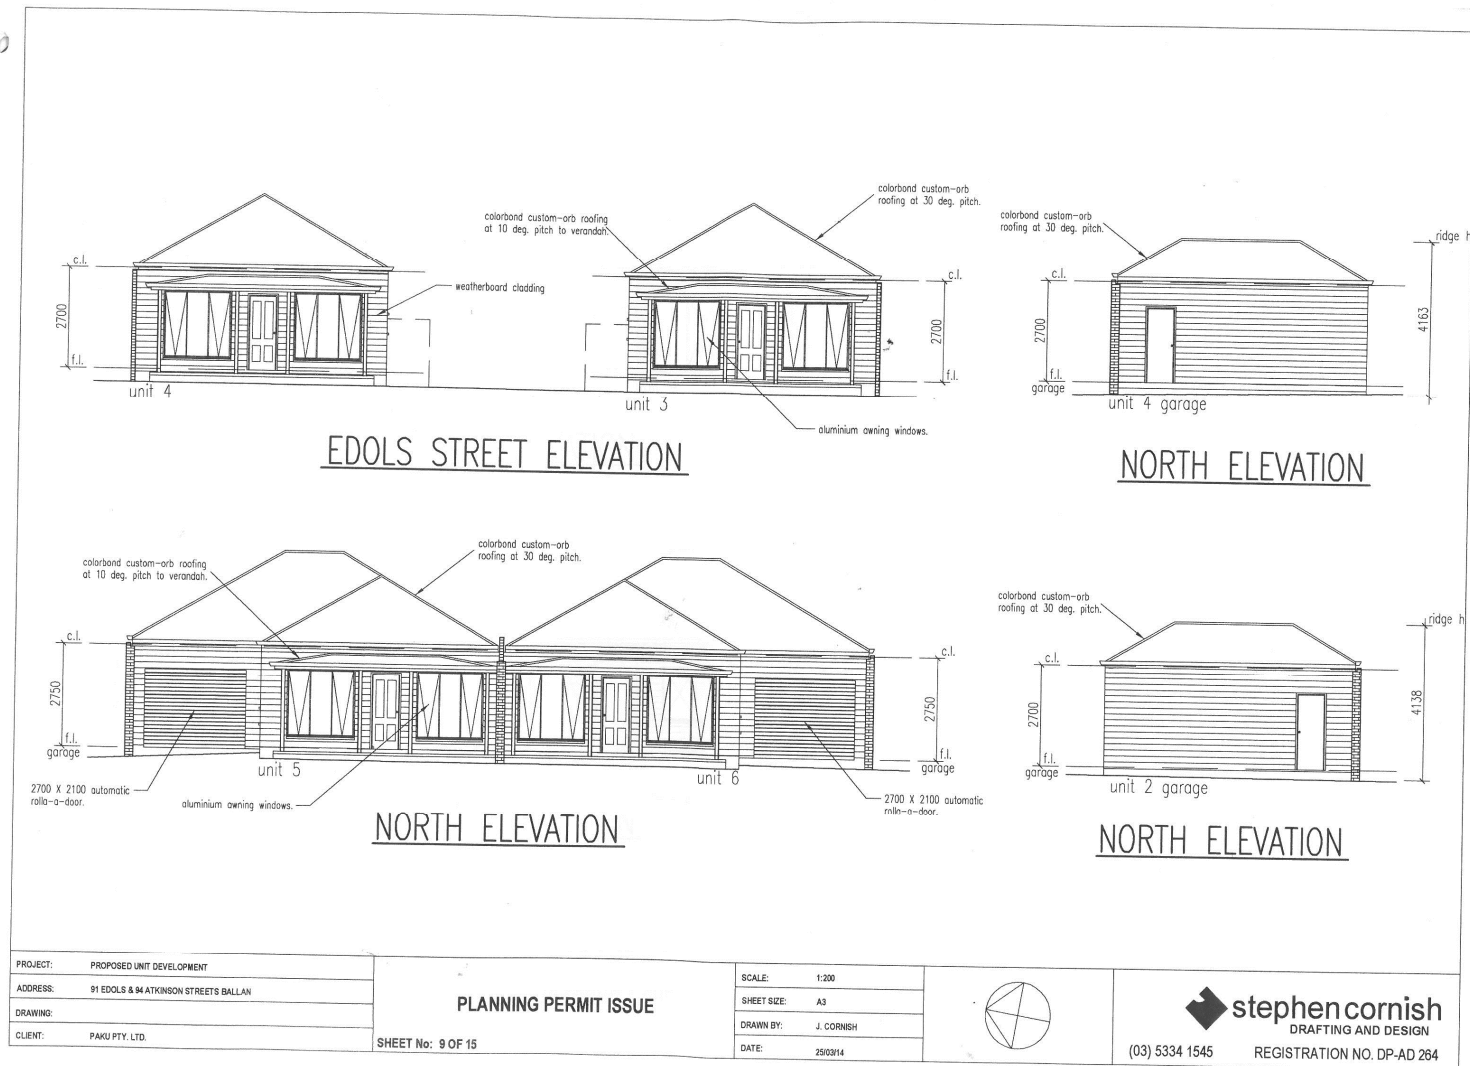 colorbond custom-orb
roofing at 30 deg. pitch.
colorbond custom-orb roofing
at 10 deg. pitch to verandah.
weatherboard cladding
c.l.
2700
f.l.
unit 4
unit 3
c.l.
2700
f.l.
aluminium awning windows.
EDOLS STREET ELEVATION
colorbond custom-orb
roofing at 30 deg. pitch.
ridge h
c.l.
2700
4163
f.l.
garage
unit 4 garage
NORTH ELEVATION
colorbond custom-orb roofing
at 10 deg. pitch to verandah.
colorbond custom-orb
roofing at 30 deg. pitch.
c.l.
2750
f.l.
garage
unit 5
unit 6
c.l.
2750
f.l.
garage
2700 X 2100 automatic
rolla-a-door.
aluminium awning windows.
2700 X 2100 automatic
rolla-a-door.
NORTH ELEVATION
colorbond custom-orb
roofing at 30 deg. pitch.
ridge h
c.l.
2700
4138
f.l.
garage
unit 2 garage
NORTH ELEVATION
PROJECT: PROPOSED UNIT DEVELOPMENT
ADDRESS: 91 EDOLS & 94 ATKINSON STREETS BALLAN
DRAWING:
CLIENT: PAKU PTY. LTD.
PLANNING PERMIT ISSUE
SHEET No: 9 OF 15
SCALE: 1:200
SHEET SIZE: A3
DRAWN BY: J. CORNISH
DATE: 25/03/14
stephen cornish
DRAFTING AND DESIGN
(03) 5334 1545 REGISTRATION NO. DP-AD 264